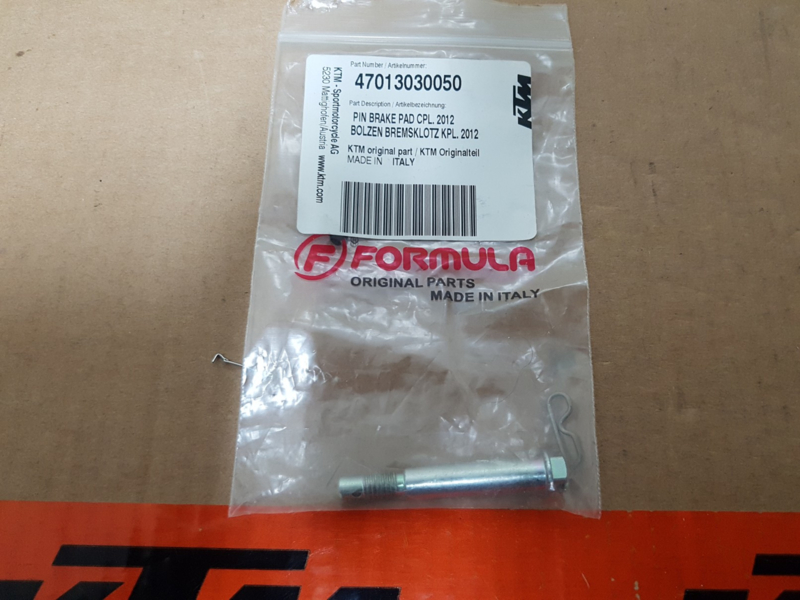 Part Number / Artikelnummer:
47013030050
Part Description / Artikelbezeichnung:
PIN BRAKE PAD CPL. 2012
BOLZEN BREMSKLOTZ KPL. 2012
KTM original part / KTM Originalteil
MADE IN ITALY
KTM - Sportmotorcycle AG
5230 Mattighofen/Austria www.ktm.com
KTM
F FORMULA
ORIGINAL PARTS
MADE IN ITALY
KTM
KTM